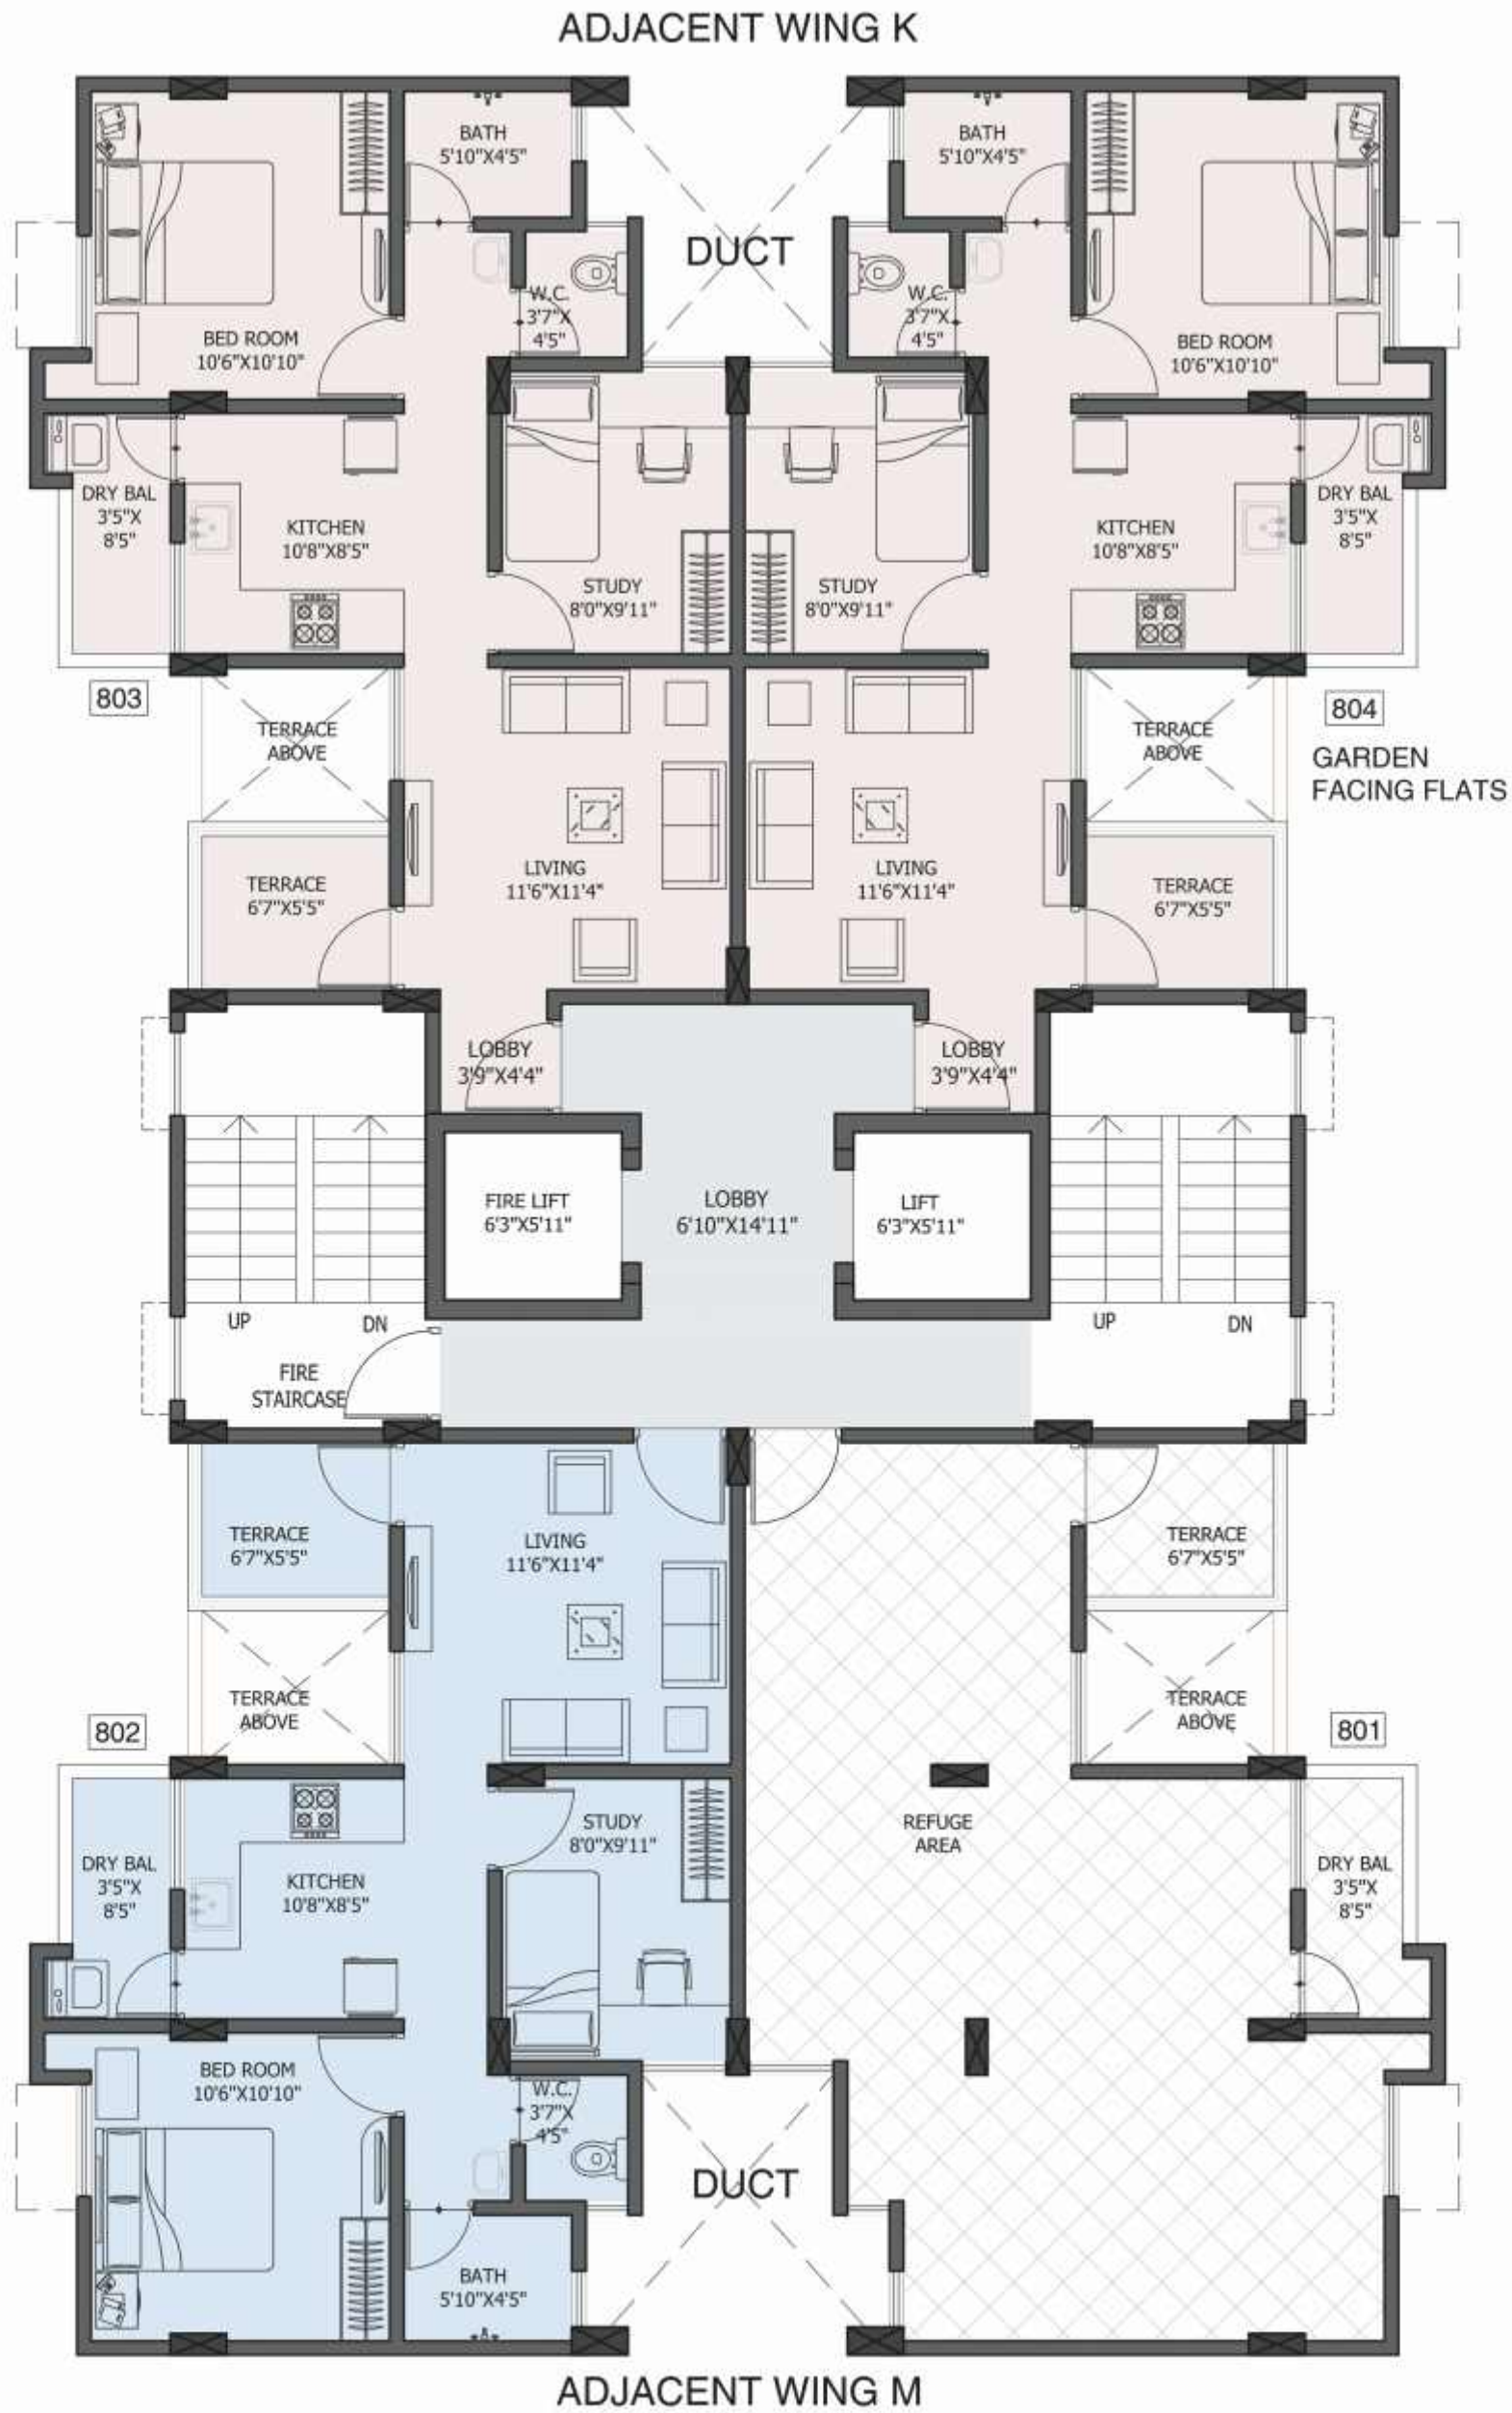 ADJACENT WING K
BATH
5'10"X4'5"
BATH
5'10"X4'5"
DUCT
W.C.
3'7"X
4'5"
W.C.
3'7"X
4'5"
BED ROOM
10'6"X10'10"
BED ROOM
10'6"X10'10"
DRY BAL
3'5"X
8'5"
KITCHEN
10'8"X8'5"
STUDY
8'0"X9'11"
STUDY
8'0"X9'11"
KITCHEN
10'8"X8'5"
DRY BAL
3'5"X
8'5"
803
TERRACE
ABOVE
TERRACE
ABOVE
804
GARDEN
FACING FLATS
TERRACE
6'7"X5'5"
LIVING
11'6"X11'4"
LIVING
11'6"X11'4"
TERRACE
6'7"X5'5"
LOBBY
3'9"X4'4"
LOBBY
3'9"X4'4"
FIRE LIFT
6'3"X5'11"
LOBBY
6'10"X14'11"
LIFT
6'3"X5'11"
UP
DN
UP
DN
FIRE
STAIRCASE
TERRACE
6'7"X5'5"
LIVING
11'6"X11'4"
TERRACE
6'7"X5'5"
802
TERRACE
ABOVE
TERRACE
ABOVE
801
DRY BAL
3'5"X
8'5"
KITCHEN
10'8"X8'5"
STUDY
8'0"X9'11"
REFUGE
AREA
DRY BAL
3'5"X
8'5"
BED ROOM
10'6"X10'10"
W.C.
3'7"X
4'5"
DUCT
BATH
5'10"X4'5"
ADJACENT WING M